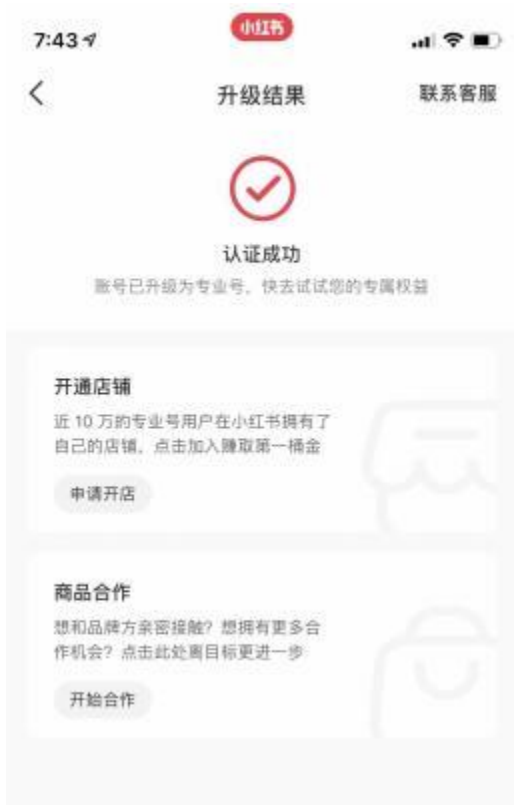 小红书
7:43
升级结果
联系客服
认证成功
账号已升级为专业号，快去试试您的专属权益
开通店铺
近 10 万的专业号用户在小红书拥有了
自己的店铺，点击加入赚取第一桶金
申请开店
商品合作
想和品牌方亲密接触？想拥有更多合
作机会？点击此处离目标更进一步
开始合作